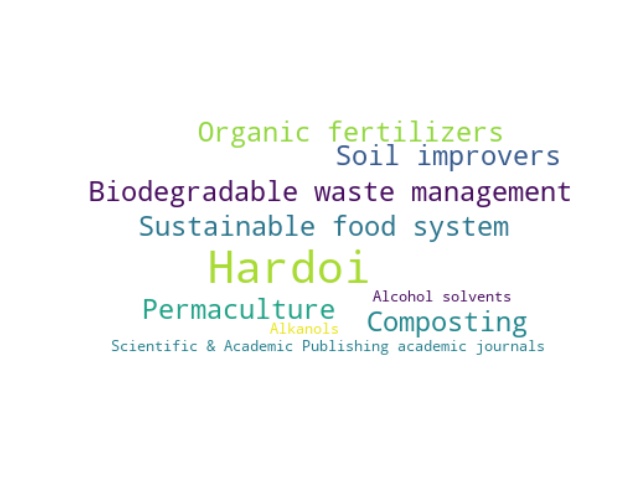 Organic fertilizers
Soil improvers
Biodegradable waste management
Sustainable food system
Hardoi
Alcohol solvents
Permaculture
Composting
Alkanols
Scientific & Academic Publishing academic journals